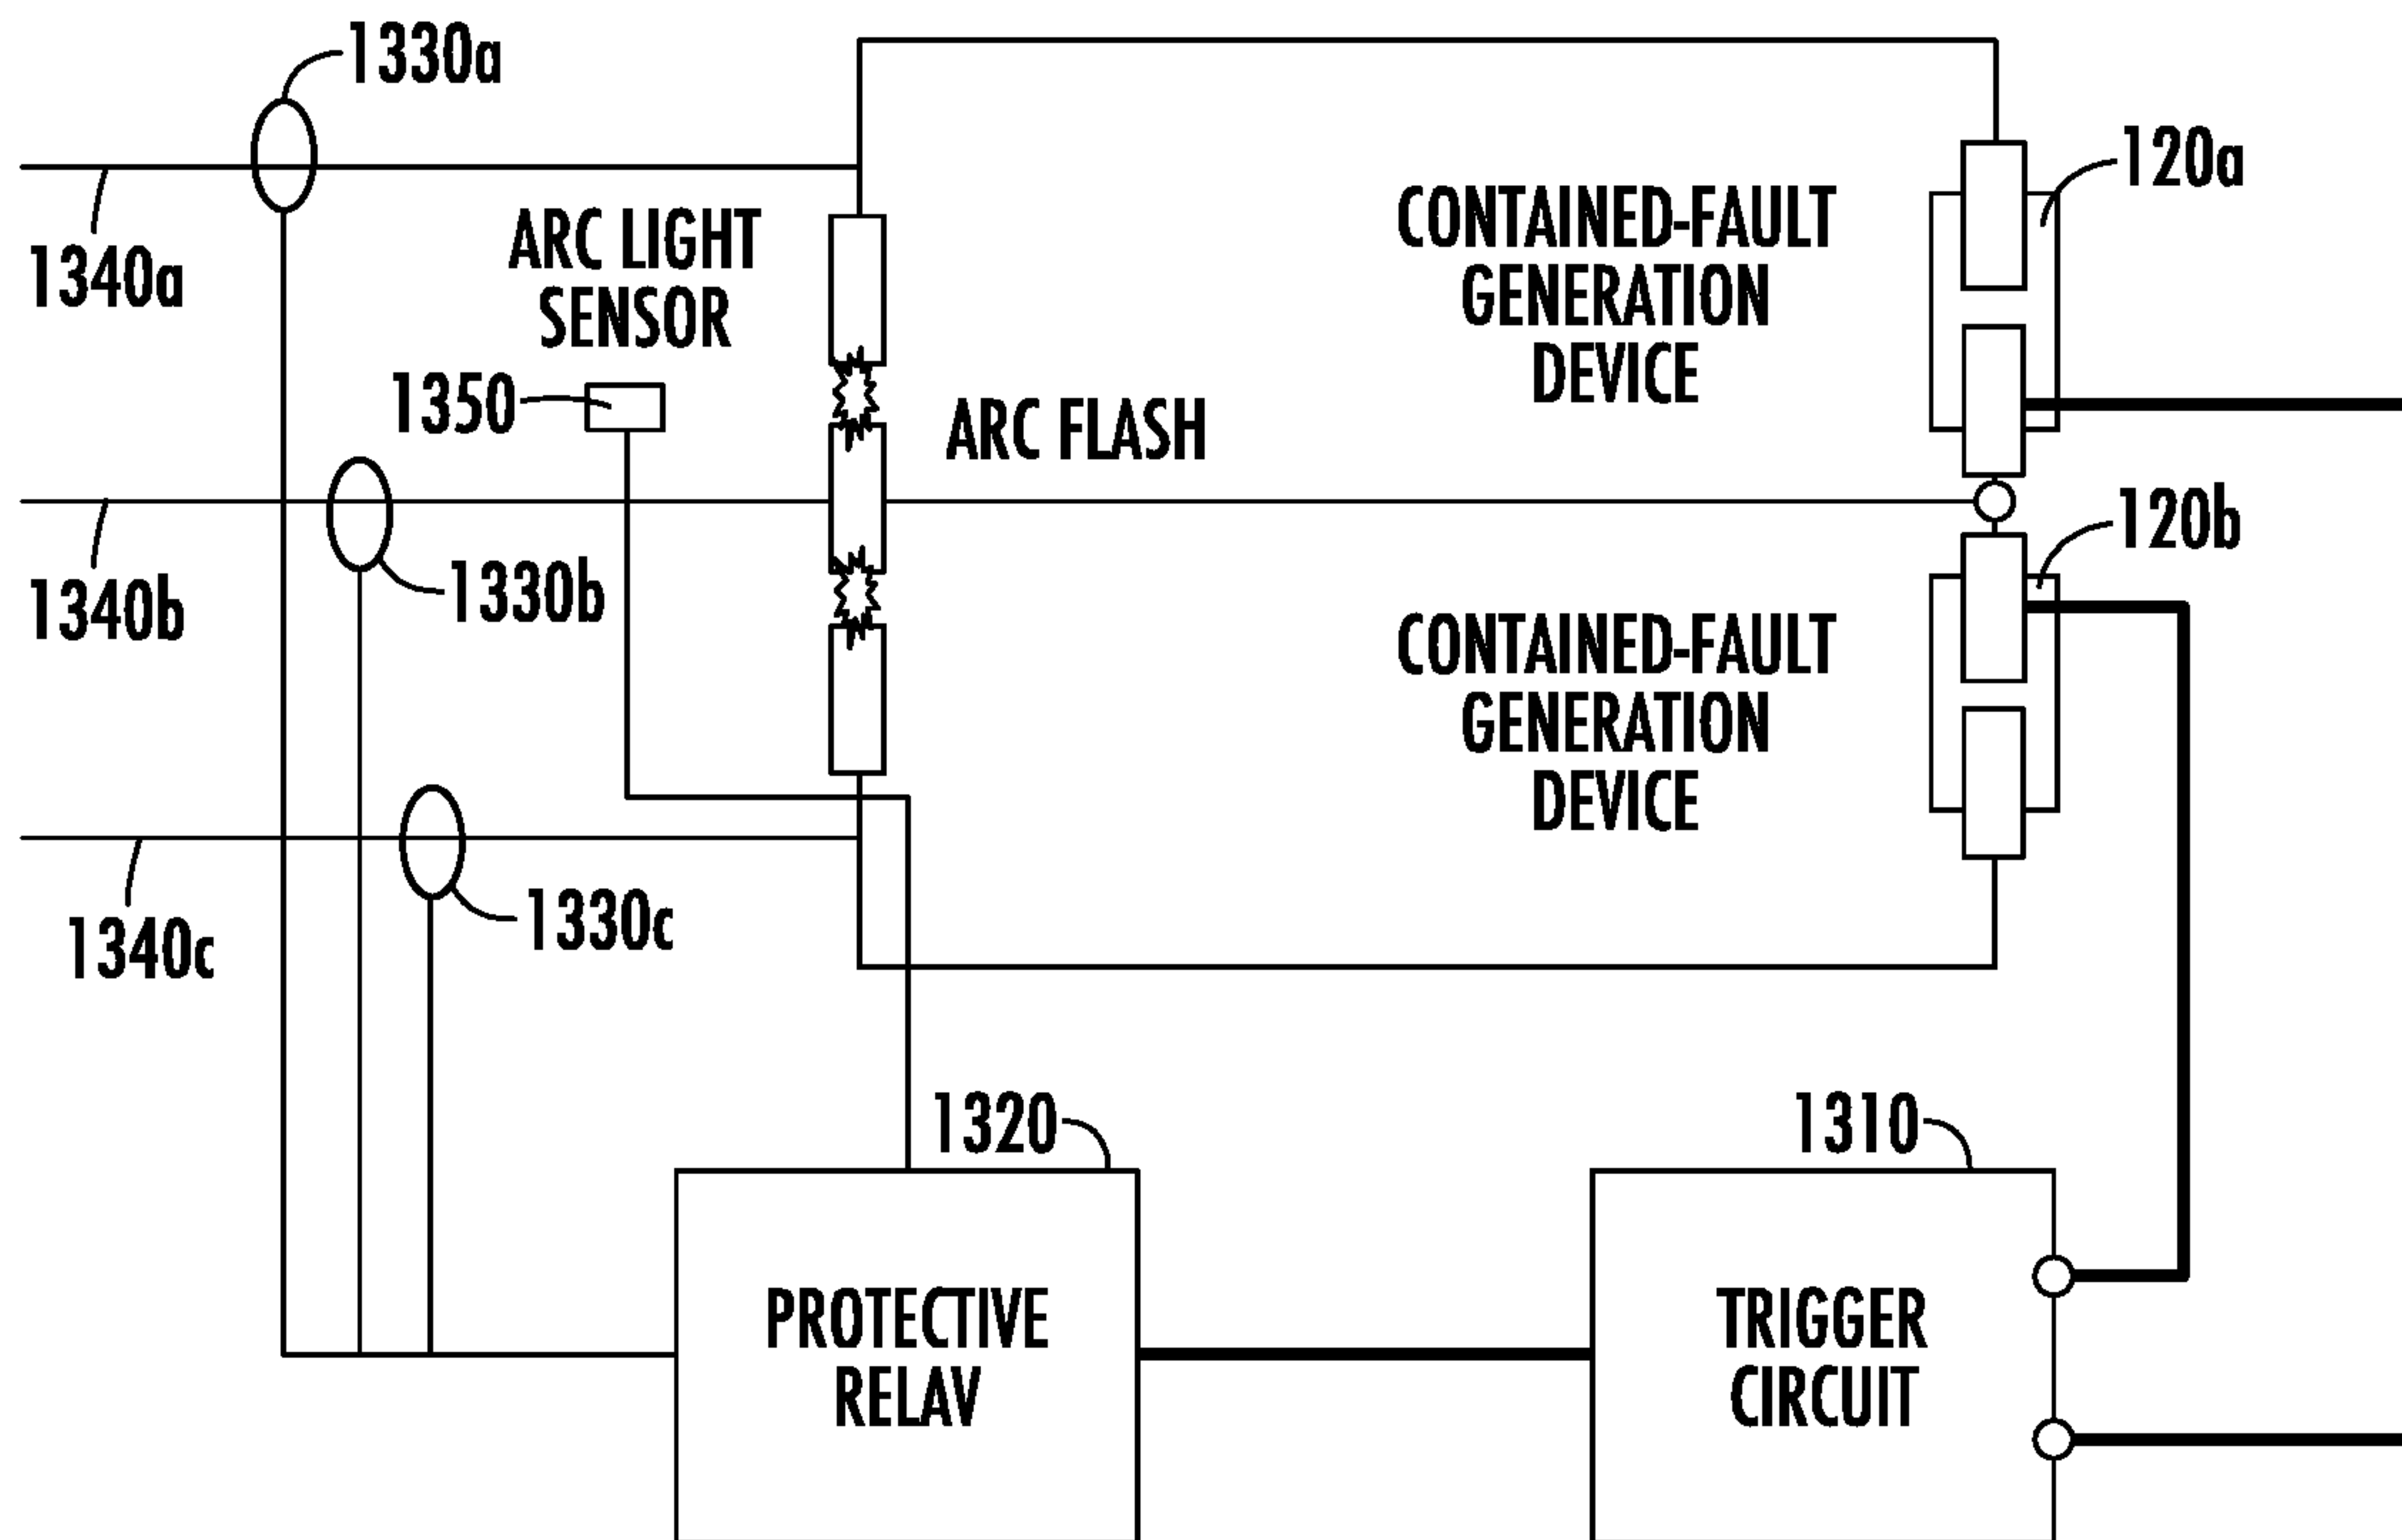 1330a
120a
ARC LIGHT
SENSOR
CONTAINED-FAULT
GENERATION
DEVICE
1340a
1350
ARC FLASH
120b
1330b
1340b
CONTAINED-FAULT
GENERATION
DEVICE
1330c
1340c
1320
1310
PROTECTIVE
RELAV
TRIGGER
CIRCUIT